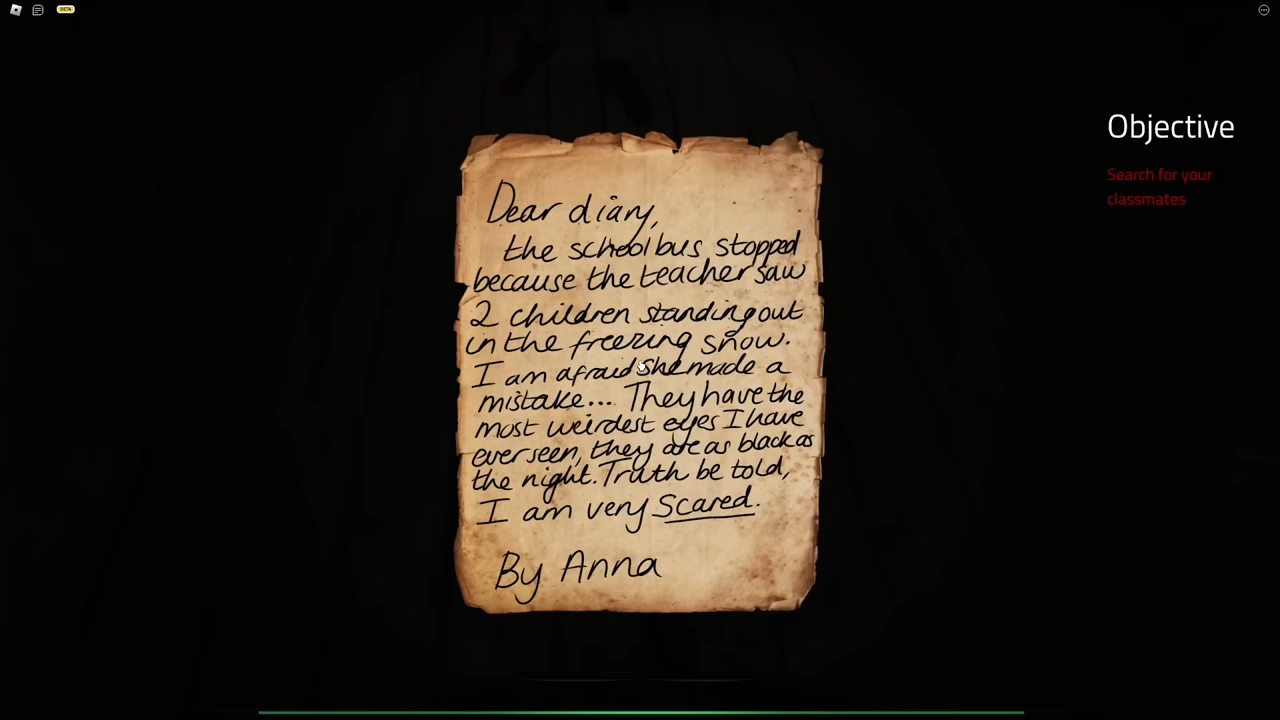 BETA
Objective
Search for your
classmates
Dear diary,
the school bus stopped
because the teacher saw
2 children standing out
in the freezing snow.
I am afraid she made a
mistake... They have the
most weirdest eyes I have
ever seen, they are as black as
the night. Truth be told,
I am very Scared.
By Anna